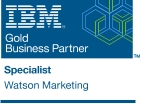 IBM
Gold
Business Partner
TM
Specialist
Watson Marketing